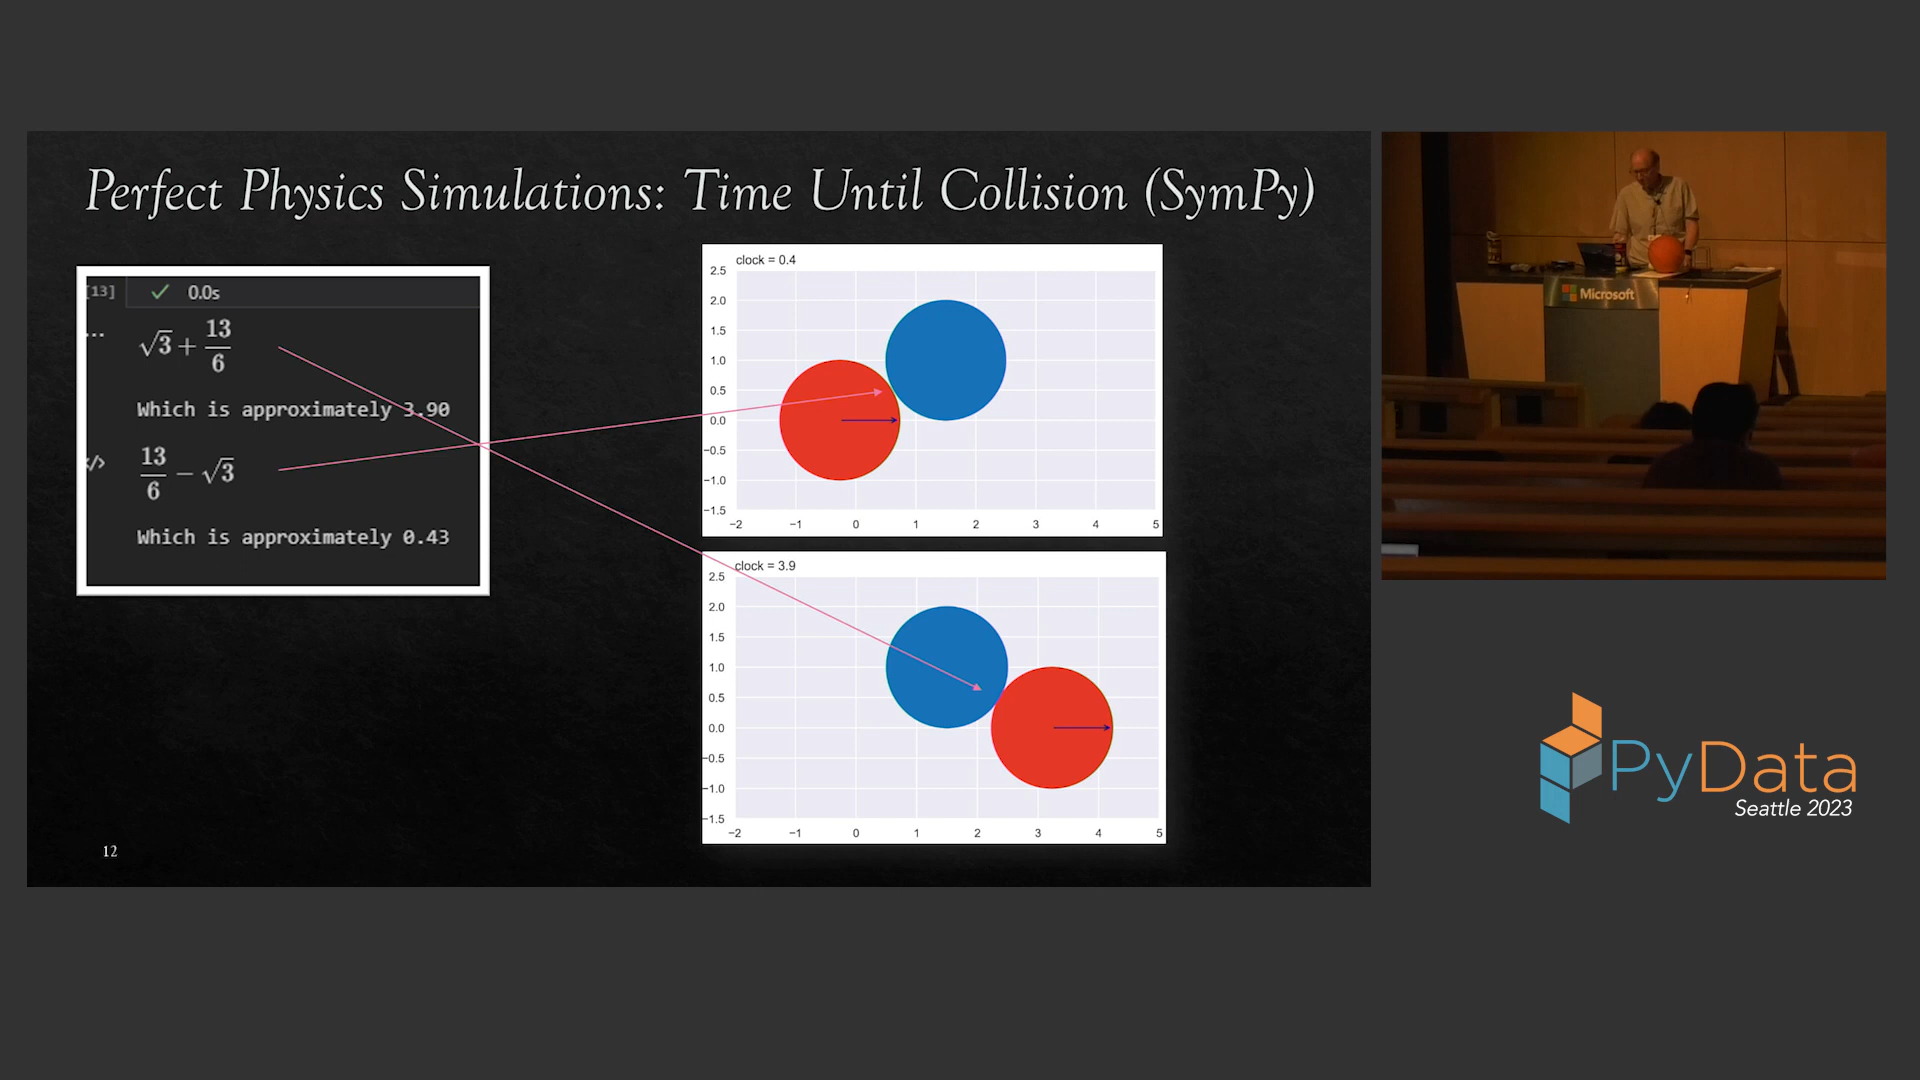 Perfect Physics Simulations: Time Until Collision (SymPy)
[13] ✓ 0.0s
...
√3 + 13/6
Which is approximately 3.90
</>
13/6 − √3
Which is approximately 0.43
clock = 0.4
2.5
2.0
1.5
1.0
0.5
0.0
−0.5
−1.0
−1.5
−2 −1 0 1 2 3 4 5
clock = 3.9
2.5
2.0
1.5
1.0
0.5
0.0
−0.5
−1.0
−1.5
−2 −1 0 1 2 3 4 5
12
Microsoft
PyData
Seattle 2023